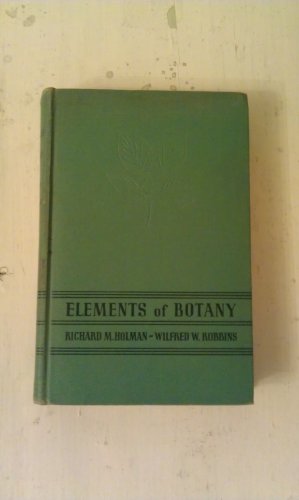 ELEMENTS of BOTANY
RICHARD M. HOLMAN – WILFRED W. ROBBINS